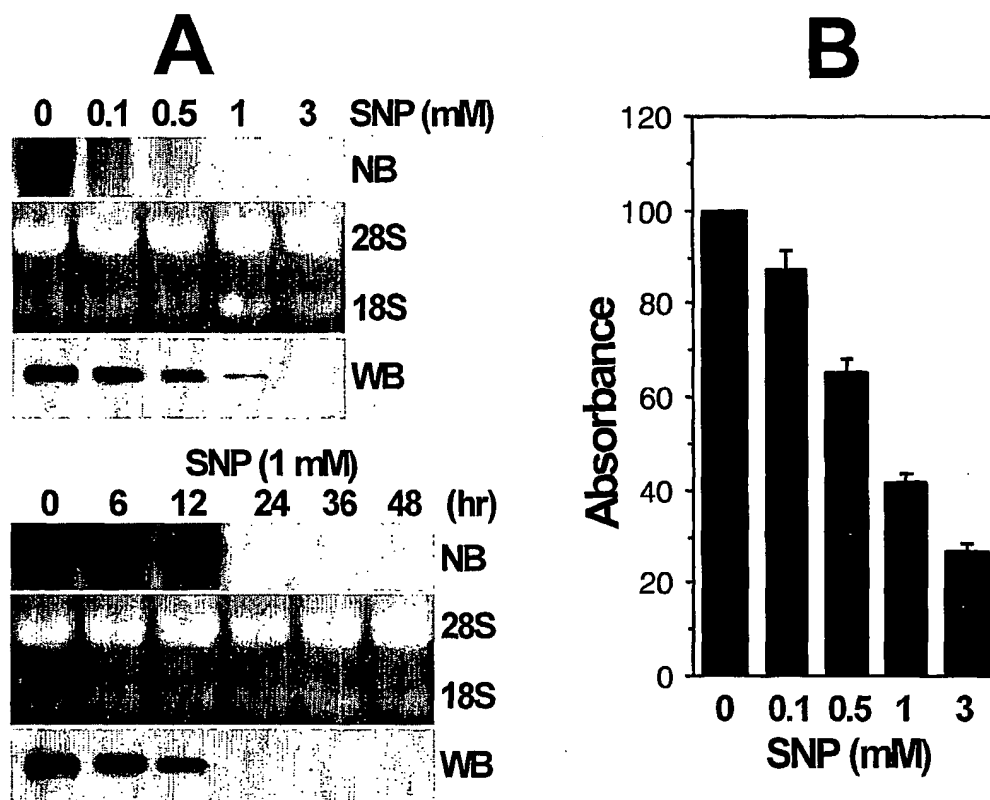 A
0 0.1 0.5 1 3 SNP (mM)
NB
28S
18S
WB
SNP (1 mM)
0 6 12 24 36 48 (hr)
NB
28S
18S
WB
B
Absorbance
120
100
80
60
40
20
0
0 0.1 0.5 1 3
SNP (mM)